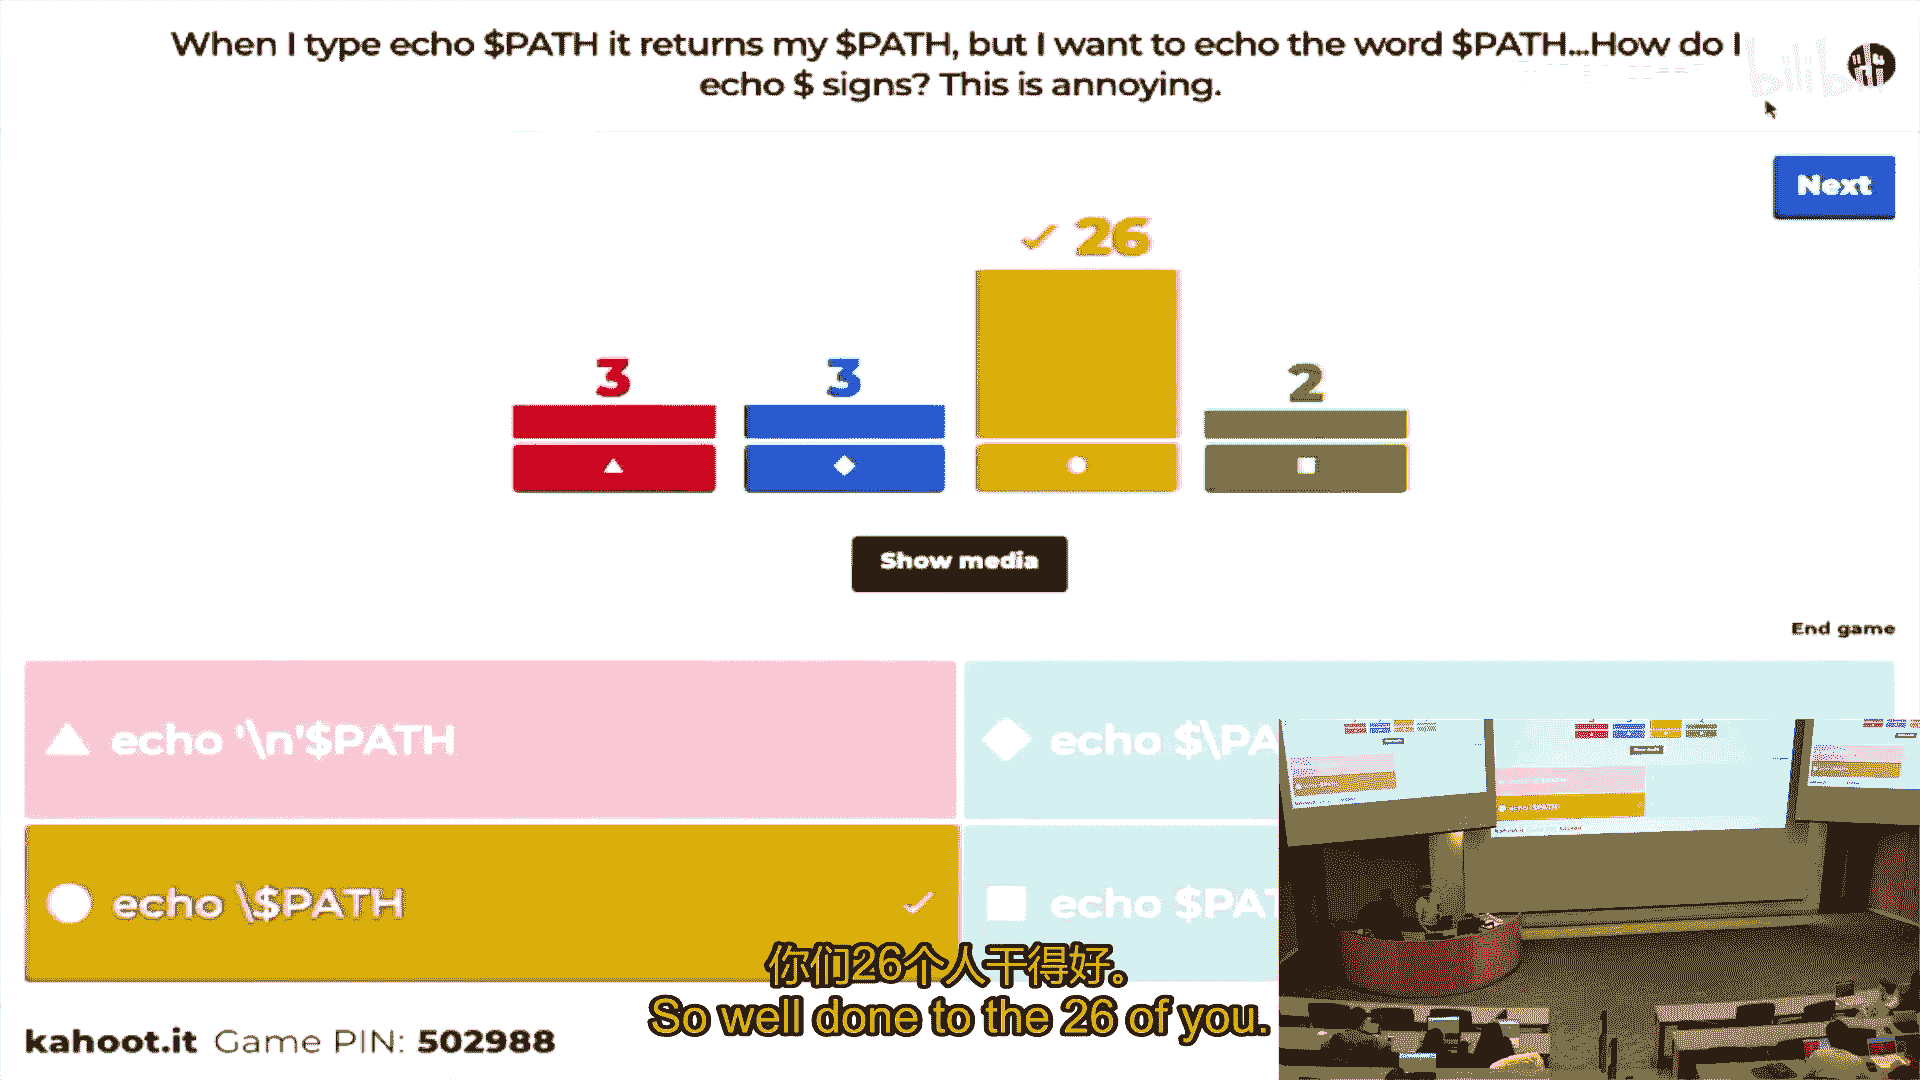 When I type echo $PATH it returns my $PATH, but I want to echo the word $PATH...How do I
echo $ signs? This is annoying.
bilibili
Next
26
3
3
2
Show media
End game
echo '\n'$PATH
echo $\PA
echo \$PATH
echo $PAT
你们26个人干得好。
So well done to the 26 of you.
kahoot.it Game PIN: 502988